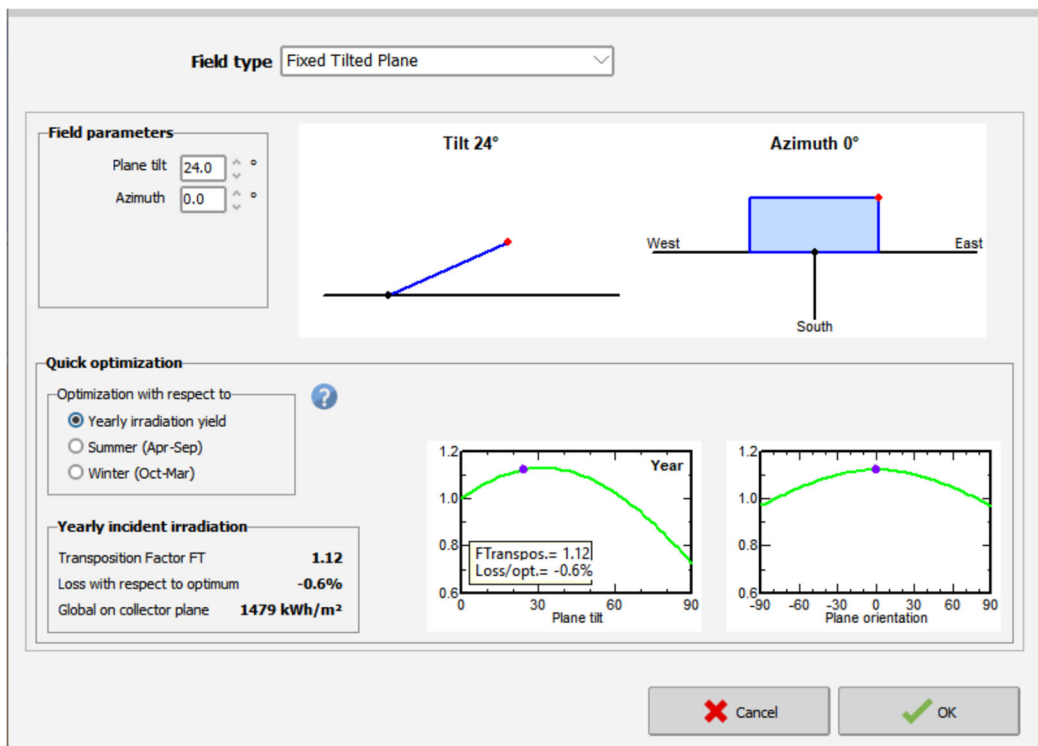 Field type Fixed Tilted Plane
Field parameters
Plane tilt 24.0 °
Azimuth 0.0 °
Tilt 24°
Azimuth 0°
West East
South
Quick optimization
Optimization with respect to
Yearly irradiation yield
Summer (Apr-Sep)
Winter (Oct-Mar)
?
Yearly incident irradiation
Transposition Factor FT 1.12
Loss with respect to optimum -0.6%
Global on collector plane 1479 kWh/m²
1.2
1.0
0.8
0.6
Year
FTranspos.= 1.12
Loss/opt.= -0.6%
0 30 60 90
Plane tilt
1.2
1.0
0.8
0.6
-90 -60 -30 0 30 60 90
Plane orientation
Cancel
OK